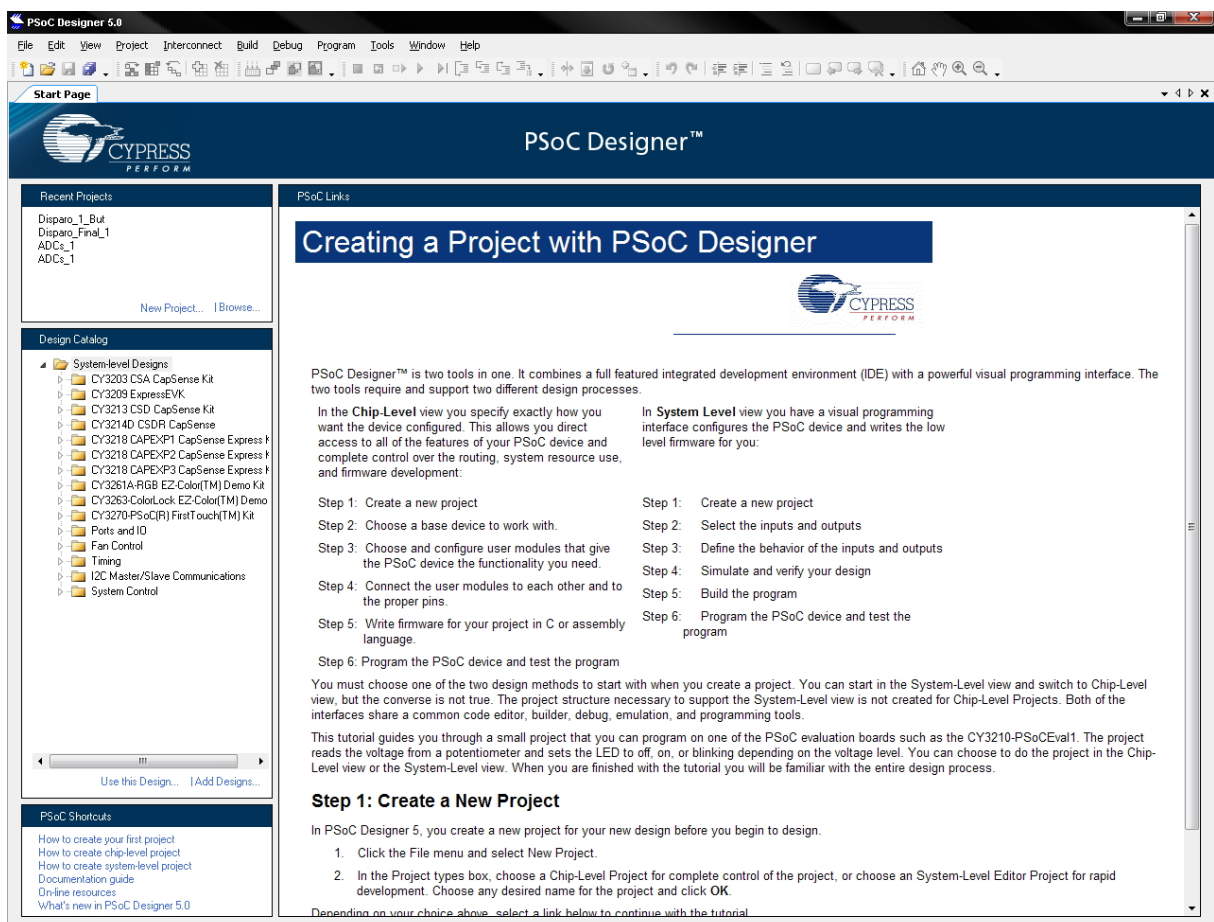 PSoC Designer 5.0
File Edit View Project Interconnect Build Debug Program Tools Window Help
Start Page
CYPRESS
PERFORM
PSoC Designer™
Recent Projects
Disparo_1_But
Disparo_Final_1
ADCs_1
ADCs_1
New Project... | Browse...
Design Catalog
System-level Designs
CY3203 CSA CapSense Kit
CY3209 ExpressEVK
CY3213 CSD CapSense Kit
CY3214D CSDR CapSense
CY3218 CAPEXP1 CapSense Express K
CY3218 CAPEXP2 CapSense Express K
CY3218 CAPEXP3 CapSense Express K
CY3261A-RGB EZ-Color(TM) Demo Kit
CY3263-ColorLock EZ-Color(TM) Demo
CY3270-PSoC(R) FirstTouch(TM) Kit
Ports and IO
Fan Control
Timing
I2C Master/Slave Communications
System Control
Use this Design... | Add Designs...
PSoC Shortcuts
How to create your first project
How to create chip-level project
How to create system-level project
Documentation guide
On-line resources
What's new in PSoC Designer 5.0
PSoC Links
Creating a Project with PSoC Designer
CYPRESS
PERFORM
PSoC Designer™ is two tools in one. It combines a full featured integrated development environment (IDE) with a powerful visual programming interface. The
two tools require and support two different design processes.
In the Chip-Level view you specify exactly how you
want the device configured. This allows you direct
access to all of the features of your PSoC device and
complete control over the routing, system resource use,
and firmware development:
Step 1: Create a new project
Step 2: Choose a base device to work with.
Step 3: Choose and configure user modules that give
the PSoC device the functionality you need.
Step 4: Connect the user modules to each other and to
the proper pins.
Step 5: Write firmware for your project in C or assembly
language.
Step 6: Program the PSoC device and test the program
In System Level view you have a visual programming
interface configures the PSoC device and writes the low
level firmware for you:
Step 1: Create a new project
Step 2: Select the inputs and outputs
Step 3: Define the behavior of the inputs and outputs
Step 4: Simulate and verify your design
Step 5: Build the program
Step 6: Program the PSoC device and test the
program
You must choose one of the two design methods to start with when you create a project. You can start in the System-Level view and switch to Chip-Level
view, but the converse is not true. The project structure necessary to support the System-Level view is not created for Chip-Level Projects. Both of the
interfaces share a common code editor, builder, debug, emulation, and programming tools.
This tutorial guides you through a small project that you can program on one of the PSoC evaluation boards such as the CY3210-PSoCEval1. The project
reads the voltage from a potentiometer and sets the LED to off, on, or blinking depending on the voltage level. You can choose to do the project in the Chip-
Level view or the System-Level view. When you are finished with the tutorial you will be familiar with the entire design process.
Step 1: Create a New Project
In PSoC Designer 5, you create a new project for your new design before you begin to design.
1. Click the File menu and select New Project.
2. In the Project types box, choose a Chip-Level Project for complete control of the project, or choose an System-Level Editor Project for rapid
development. Choose any desired name for the project and click OK.
Depending on your choice above, select a link below to continue with the tutorial